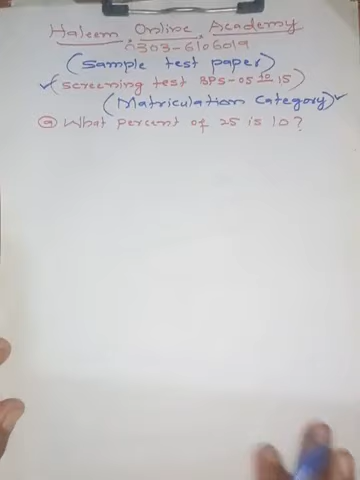 Haleem Online Academy
0303-6106019
(Sample test paper)
(Screening test BPS-05 to 15)
(Matriculation Category)
Q What percent of 25 is 10?